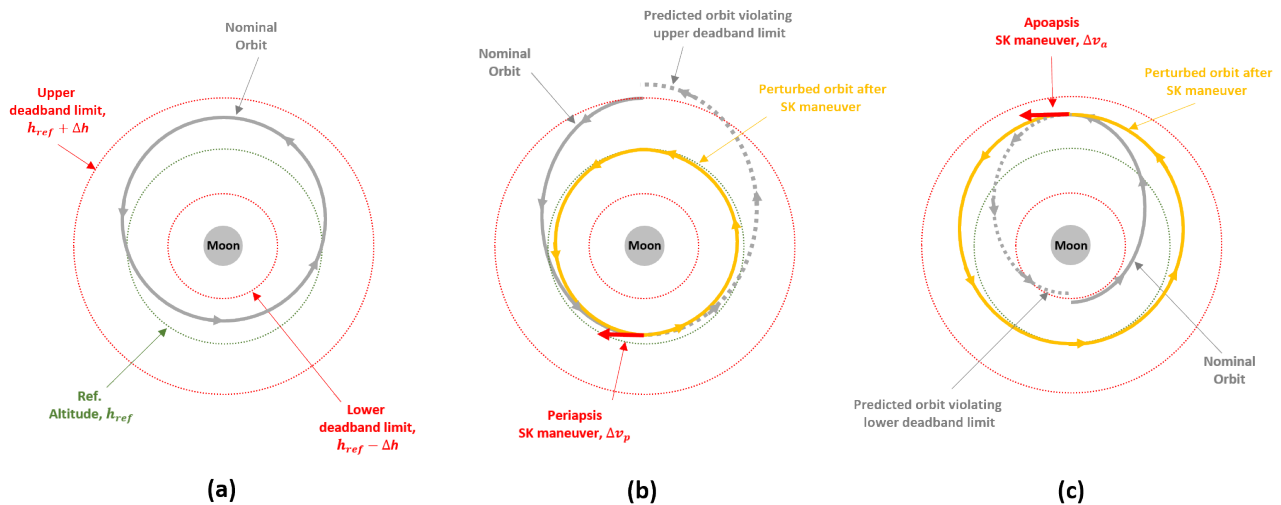 Nominal
Orbit
Upper
deadband limit,
h_ref + Δh
Moon
Ref.
Altitude, h_ref
Lower
deadband limit,
h_ref − Δh
(a)
Predicted orbit violating
upper deadband limit
Nominal
Orbit
Perturbed orbit after
SK maneuver
Moon
Periapsis
SK maneuver, Δv_p
(b)
Apoapsis
SK maneuver, Δv_a
Perturbed orbit after
SK maneuver
Moon
Nominal
Orbit
Predicted orbit violating
lower deadband limit
(c)